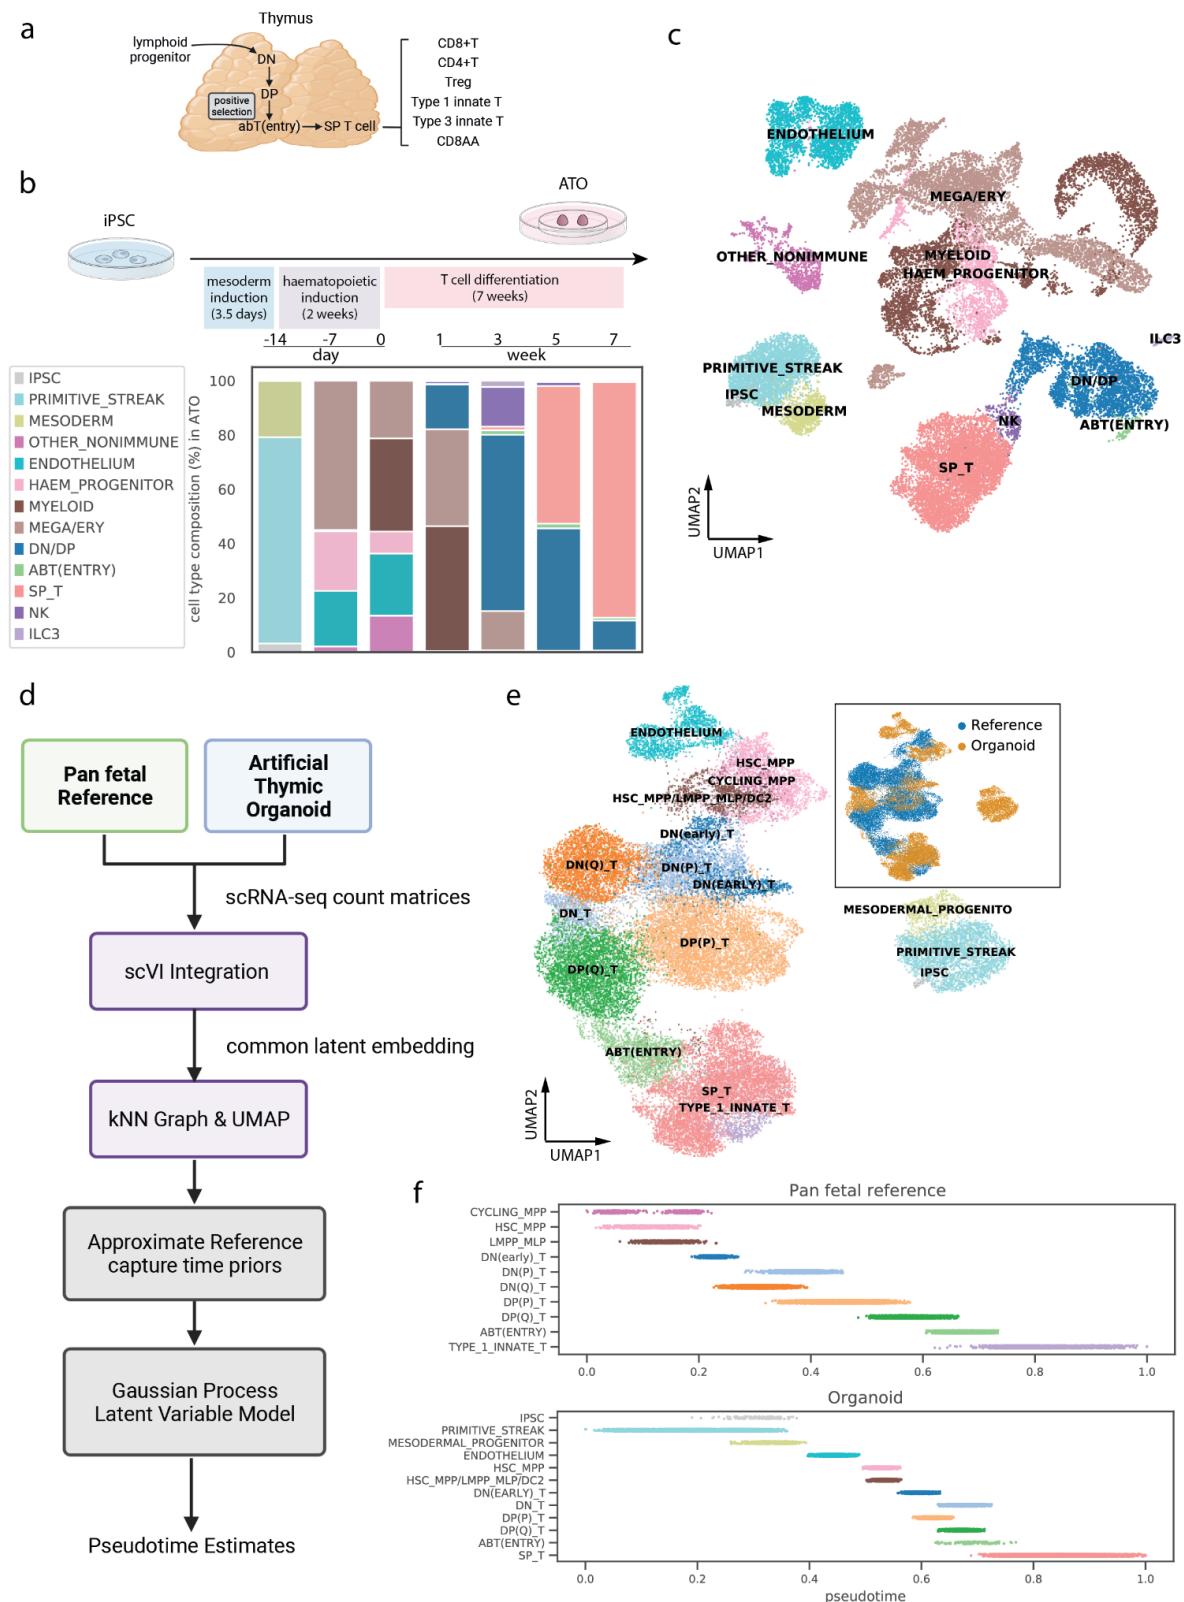 a
Thymus
lymphoid
progenitor
DN
DP
positive
selection
abT(entry)
SP T cell
CD8+T
CD4+T
Treg
Type 1 innate T
Type 3 innate T
CD8AA
b
iPSC
ATO
mesoderm
induction
(3.5 days)
haematopoietic
induction
(2 weeks)
T cell differentiation
(7 weeks)
-14 -7 0 1 3 5 7
day week
IPSC
PRIMITIVE_STREAK
MESODERM
OTHER_NONIMMUNE
ENDOTHELIUM
HAEM_PROGENITOR
MYELOID
MEGA/ERY
DN/DP
ABT(ENTRY)
SP_T
NK
ILC3
cell type composition (%) in ATO
100
80
60
40
20
0
c
ENDOTHELIUM
MEGA/ERY
OTHER_NONIMMUNE
MYELOID
HAEM_PROGENITOR
ILC3
PRIMITIVE_STREAK
IPSC
MESODERM
DN/DP
NK
ABT(ENTRY)
SP_T
UMAP2
UMAP1
d
Pan fetal
Reference
Artificial
Thymic
Organoid
scRNA-seq count matrices
scVI Integration
common latent embedding
kNN Graph & UMAP
Approximate Reference
capture time priors
Gaussian Process
Latent Variable Model
Pseudotime Estimates
e
ENDOTHELIUM
HSC_MPP
CYCLING_MPP
HSC_MPP/LMPP_MLP/DC2
DN(early)_T
DN(Q)_T
DN(P)_T
DN(EARLY)_T
DN_T
DP(P)_T
DP(Q)_T
ABT(ENTRY)
SP_T
TYPE_1_INNATE_T
Reference
Organoid
MESODERMAL_PROGENITO
PRIMITIVE_STREAK
IPSC
UMAP2
UMAP1
f
Pan fetal reference
CYCLING_MPP
HSC_MPP
LMPP_MLP
DN(early)_T
DN(P)_T
DN(Q)_T
DP(P)_T
DP(Q)_T
ABT(ENTRY)
TYPE_1_INNATE_T
0.0 0.2 0.4 0.6 0.8 1.0
Organoid
IPSC
PRIMITIVE_STREAK
MESODERMAL_PROGENITOR
ENDOTHELIUM
HSC_MPP
HSC_MPP/LMPP_MLP/DC2
DN(EARLY)_T
DN_T
DP(P)_T
DP(Q)_T
ABT(ENTRY)
SP_T
0.0 0.2 0.4 0.6 0.8 1.0
pseudotime